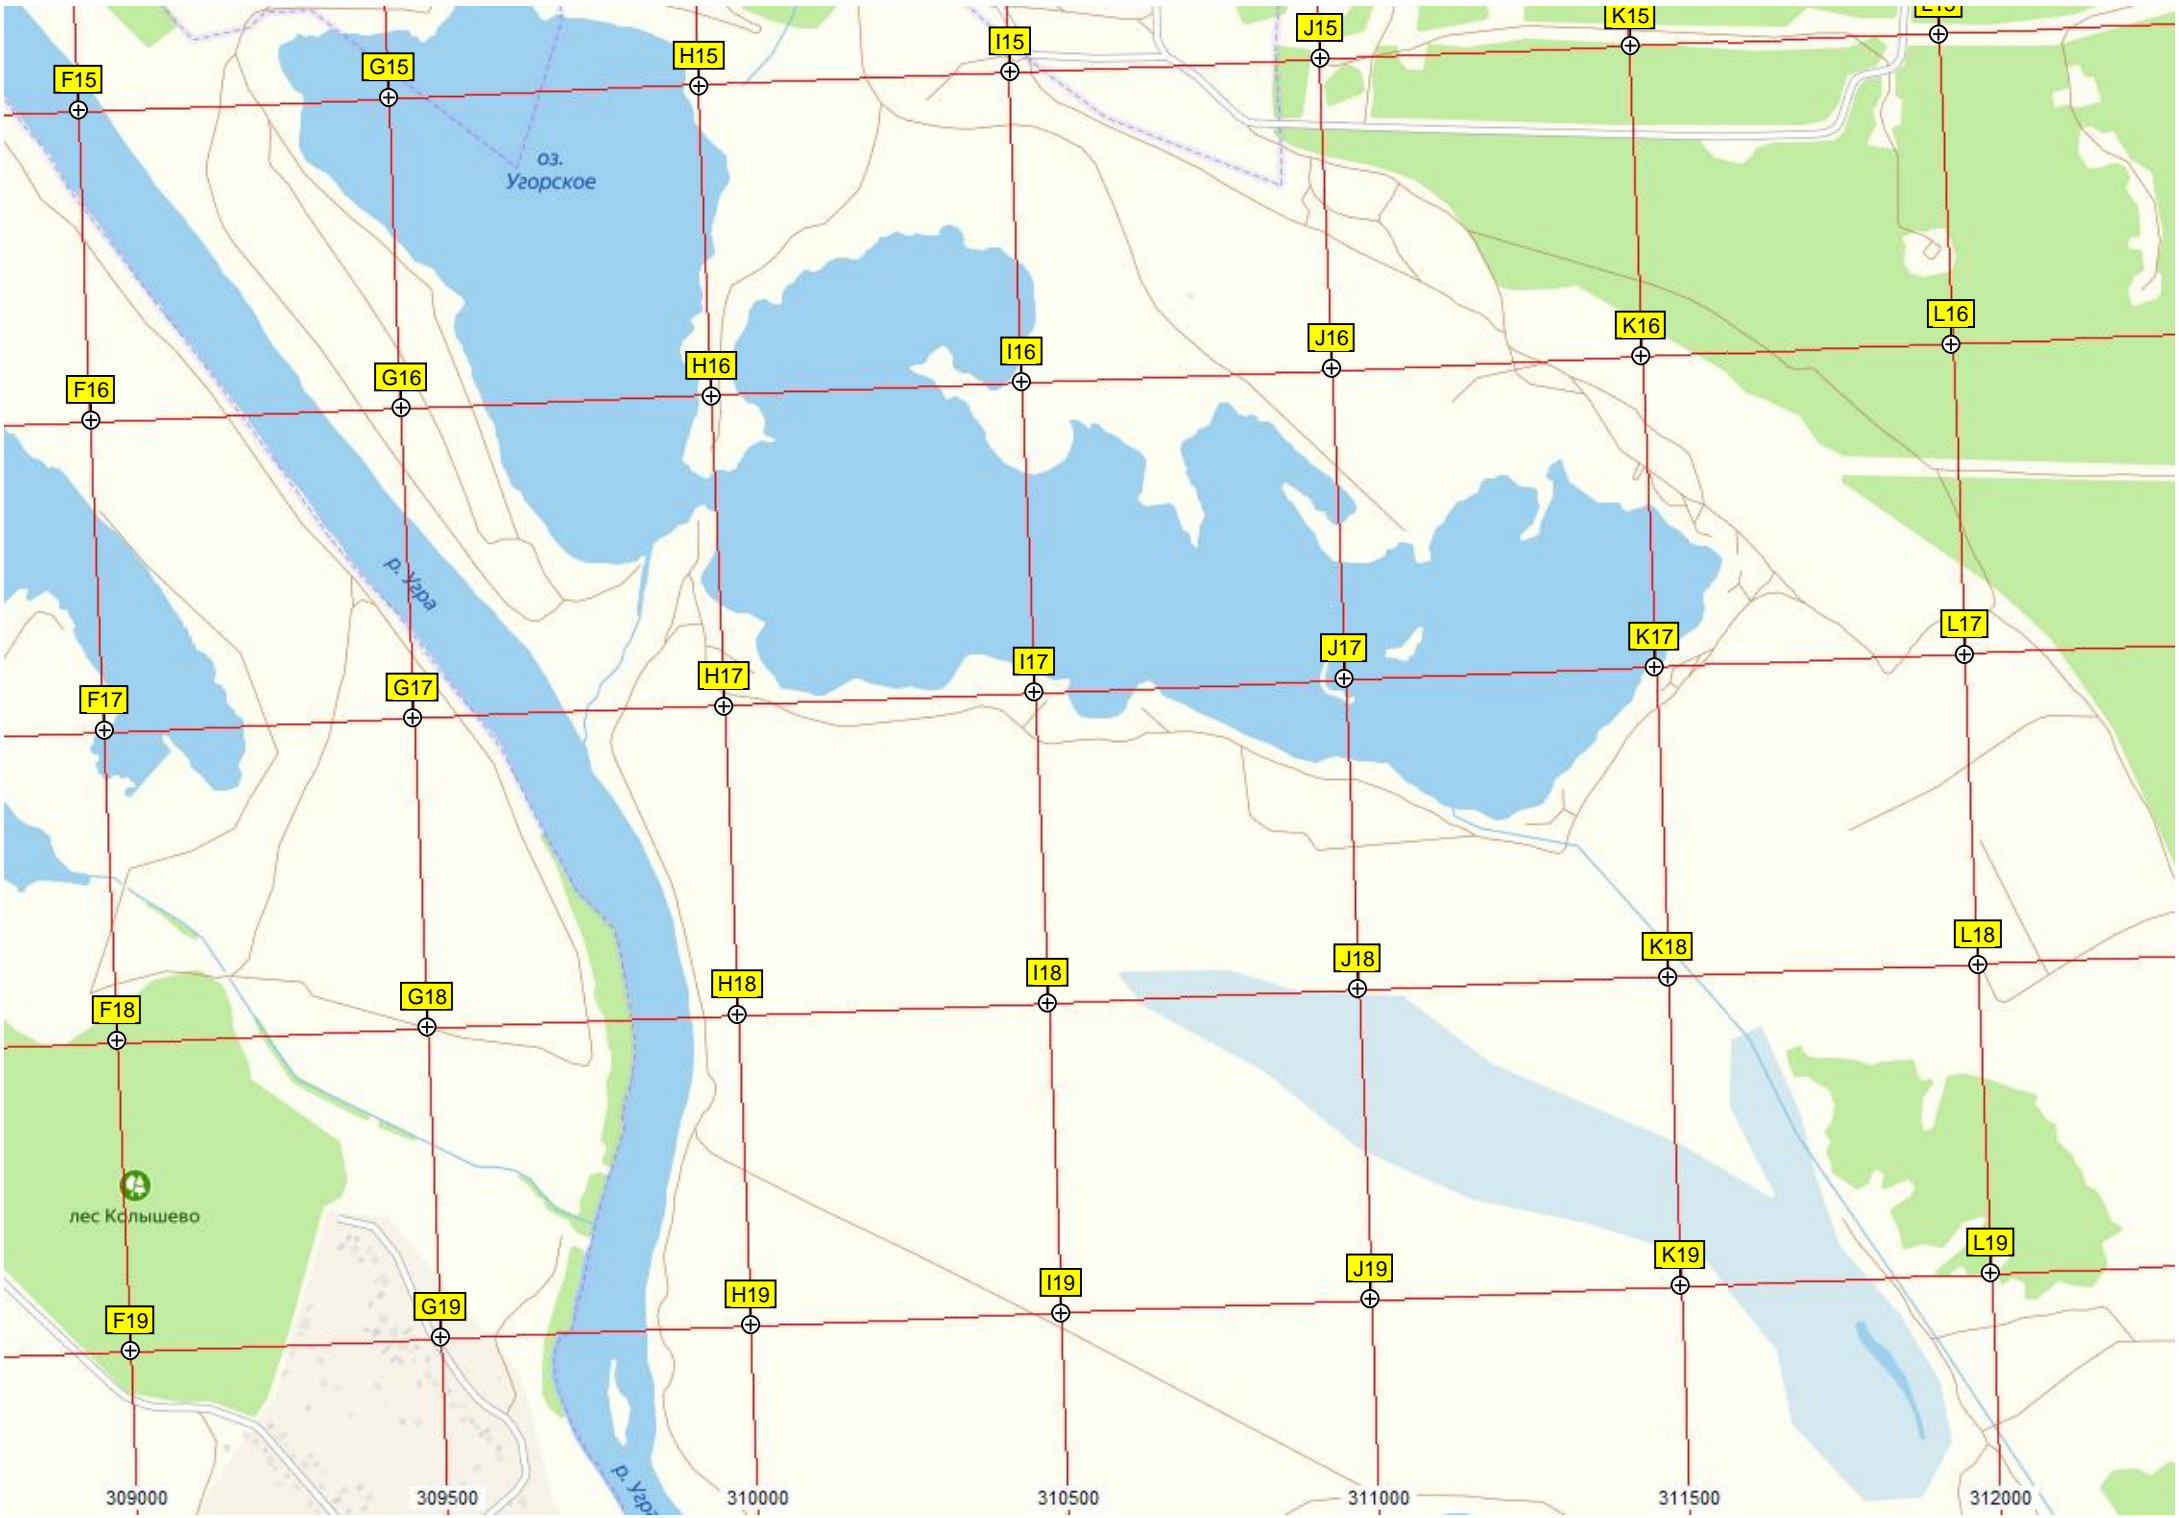 K15
L15
J15
I15
H15
G15
F15
оз.
Угорское
L16
K16
J16
I16
H16
G16
F16
р. Угра
L17
K17
J17
I17
H17
G17
F17
L18
K18
J18
I18
H18
G18
F18
лес Колышево
L19
K19
J19
I19
H19
G19
F19
р. Угра
309000 309500 310000 310500 311000 311500 312000